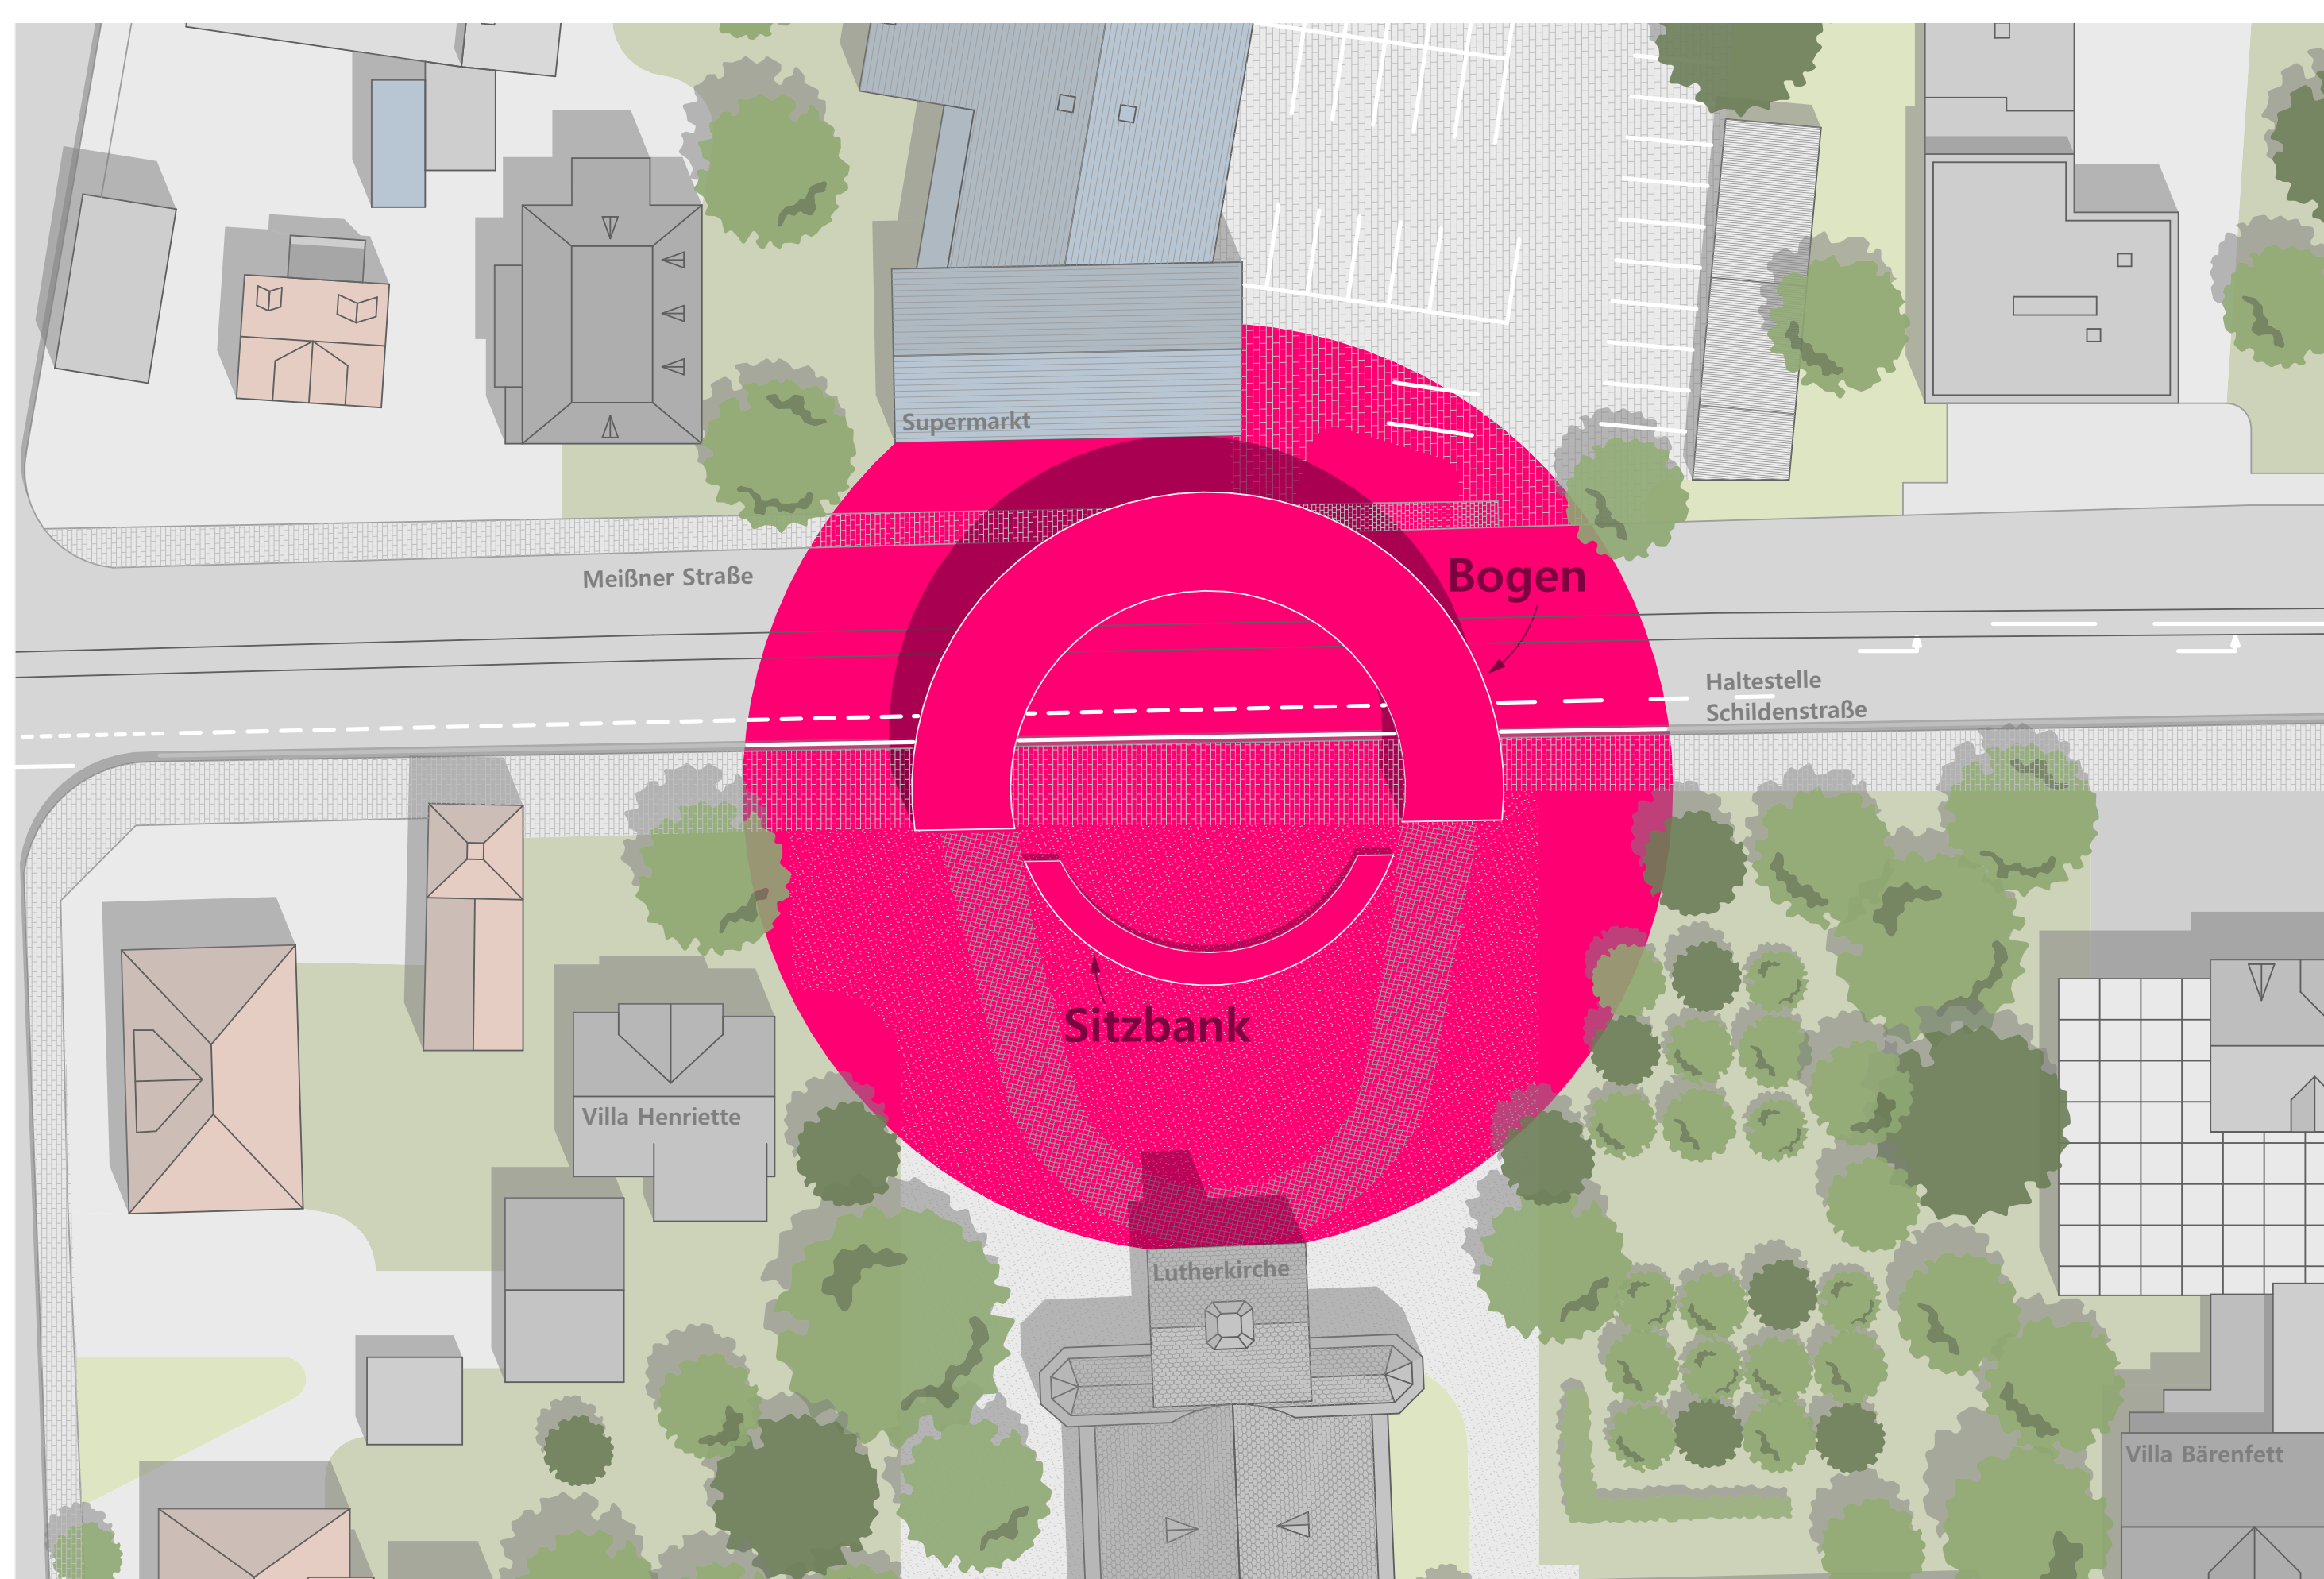 Supermarkt
Meißner Straße
Bogen
Haltestelle
Schildenstraße
Sitzbank
Villa Henriette
Lutherkirche
Villa Bärenfett